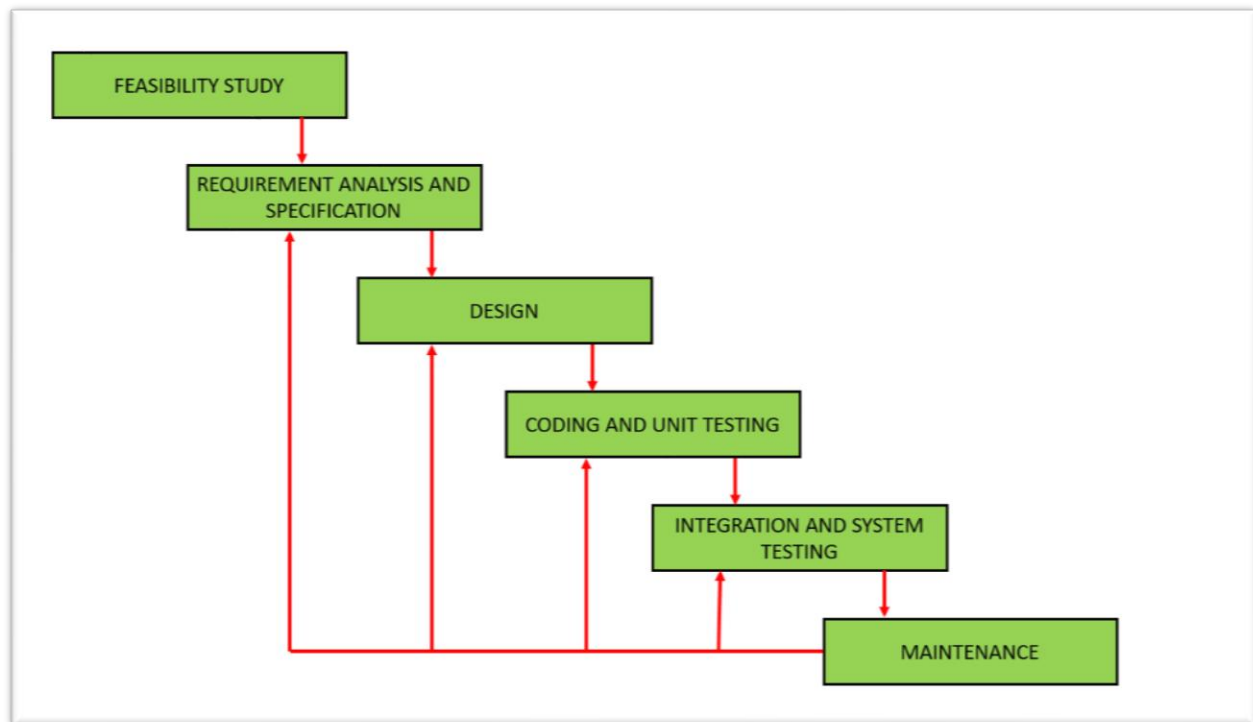 FEASIBILITY STUDY
REQUIREMENT ANALYSIS AND
SPECIFICATION
DESIGN
CODING AND UNIT TESTING
INTEGRATION AND SYSTEM
TESTING
MAINTENANCE